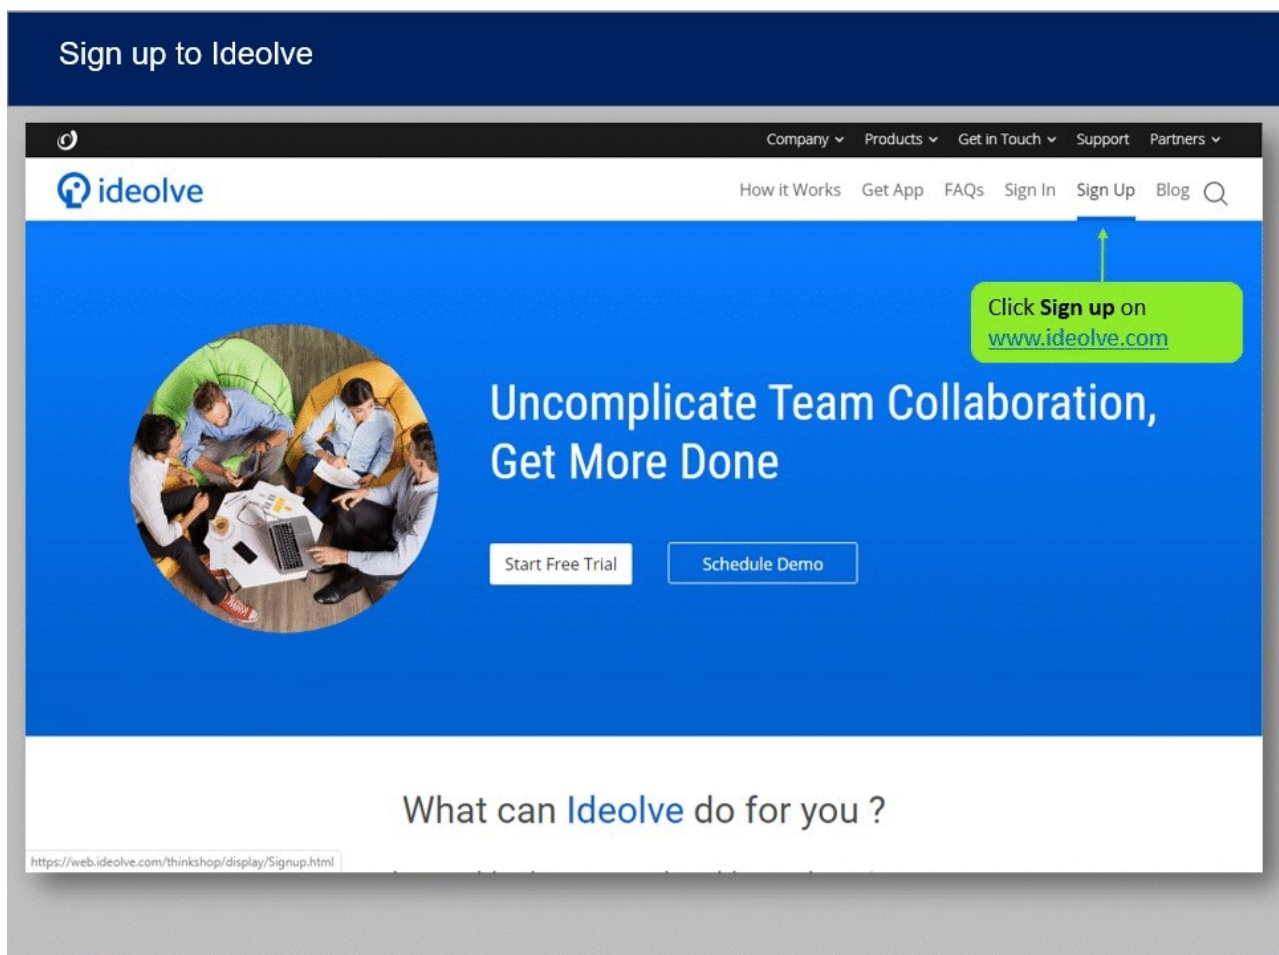 Sign up to Ideolve
Company Products Get in Touch Support Partners
ideolve
How it Works Get App FAQs Sign In Sign Up Blog
Click Sign up on
www.ideolve.com
Uncomplicate Team Collaboration,
Get More Done
Start Free Trial Schedule Demo
What can Ideolve do for you ?
https://web.ideolve.com/thinkshop/display/Signup.html